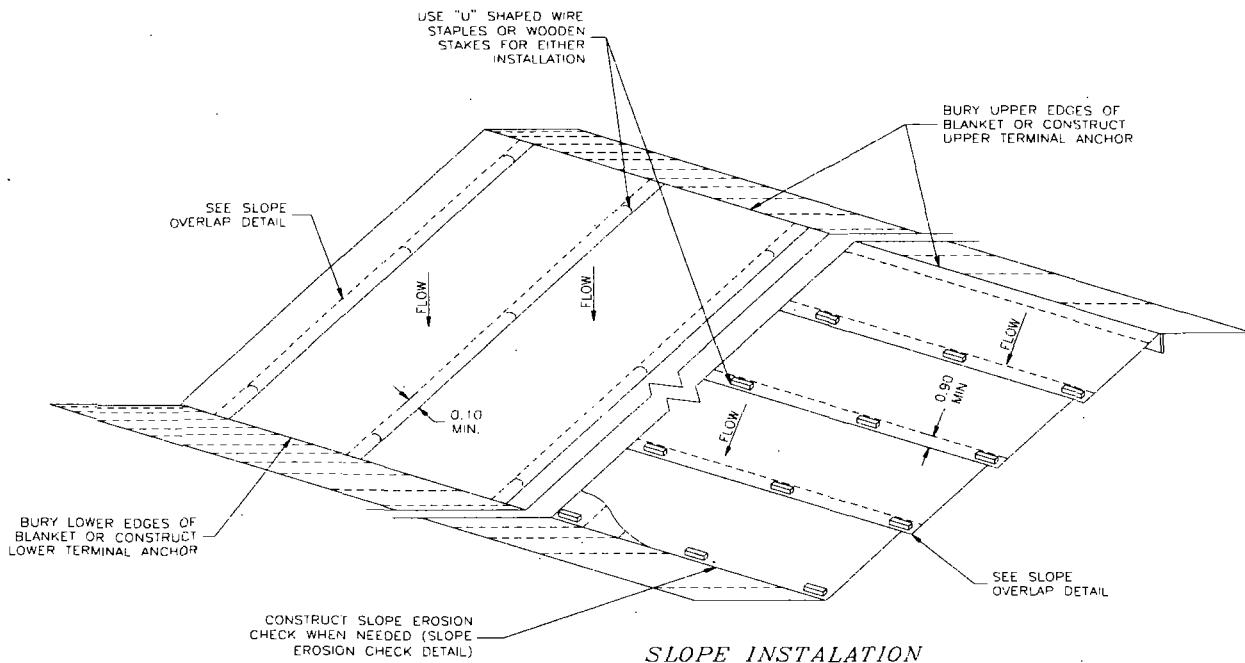 USE "U" SHAPED WIRE
STAPLES OR WOODEN
STAKES FOR EITHER
INSTALLATION
BURY UPPER EDGES OF
BLANKET OR CONSTRUCT
UPPER TERMINAL ANCHOR
SEE SLOPE
OVERLAP DETAIL
FLOW
FLOW
FLOW
FLOW
0.90
MIN
0.10
MIN.
BURY LOWER EDGES OF
BLANKET OR CONSTRUCT
LOWER TERMINAL ANCHOR
SEE SLOPE
OVERLAP DETAIL
CONSTRUCT SLOPE EROSION
CHECK WHEN NEEDED (SLOPE
EROSION CHECK DETAIL)
SLOPE INSTALATION